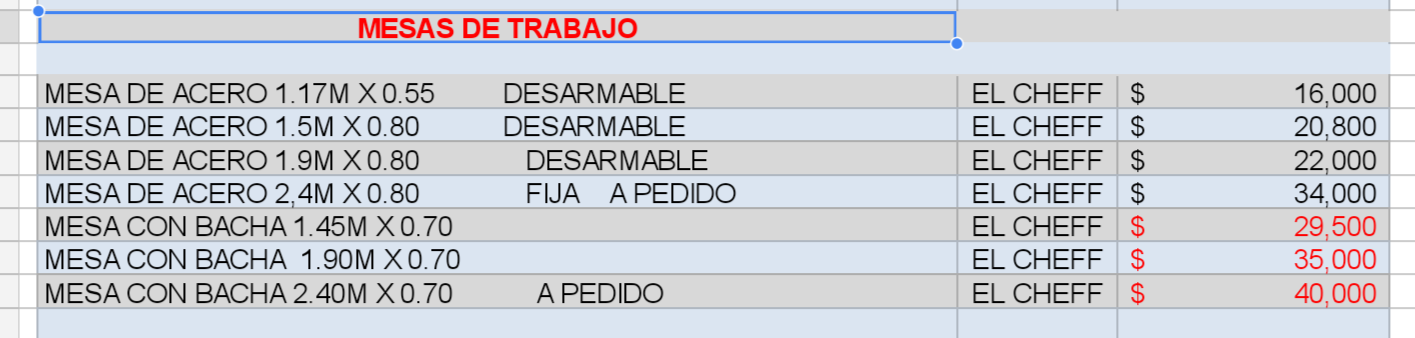 MESAS DE TRABAJO
MESA DE ACERO 1.17M X 0.55 DESARMABLE EL CHEFF $ 16,000
MESA DE ACERO 1.5M X 0.80 DESARMABLE EL CHEFF $ 20,800
MESA DE ACERO 1.9M X 0.80 DESARMABLE EL CHEFF $ 22,000
MESA DE ACERO 2,4M X 0.80 FIJA A PEDIDO EL CHEFF $ 34,000
MESA CON BACHA 1.45M X 0.70 EL CHEFF $ 29,500
MESA CON BACHA 1.90M X 0.70 EL CHEFF $ 35,000
MESA CON BACHA 2.40M X 0.70 A PEDIDO EL CHEFF $ 40,000